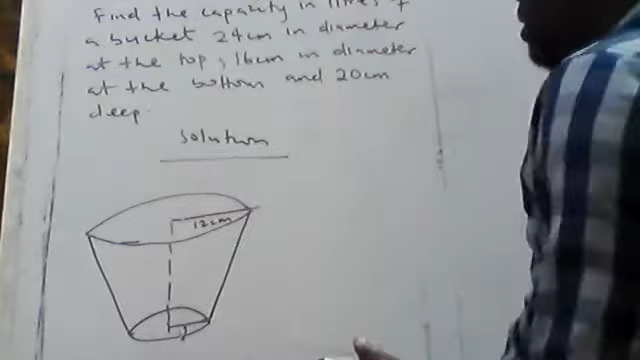 Find the capacity in litres of
a bucket 24cm in diameter
at the top, 16cm in diameter
at the bottom and 20cm
deep.
Solution
12cm